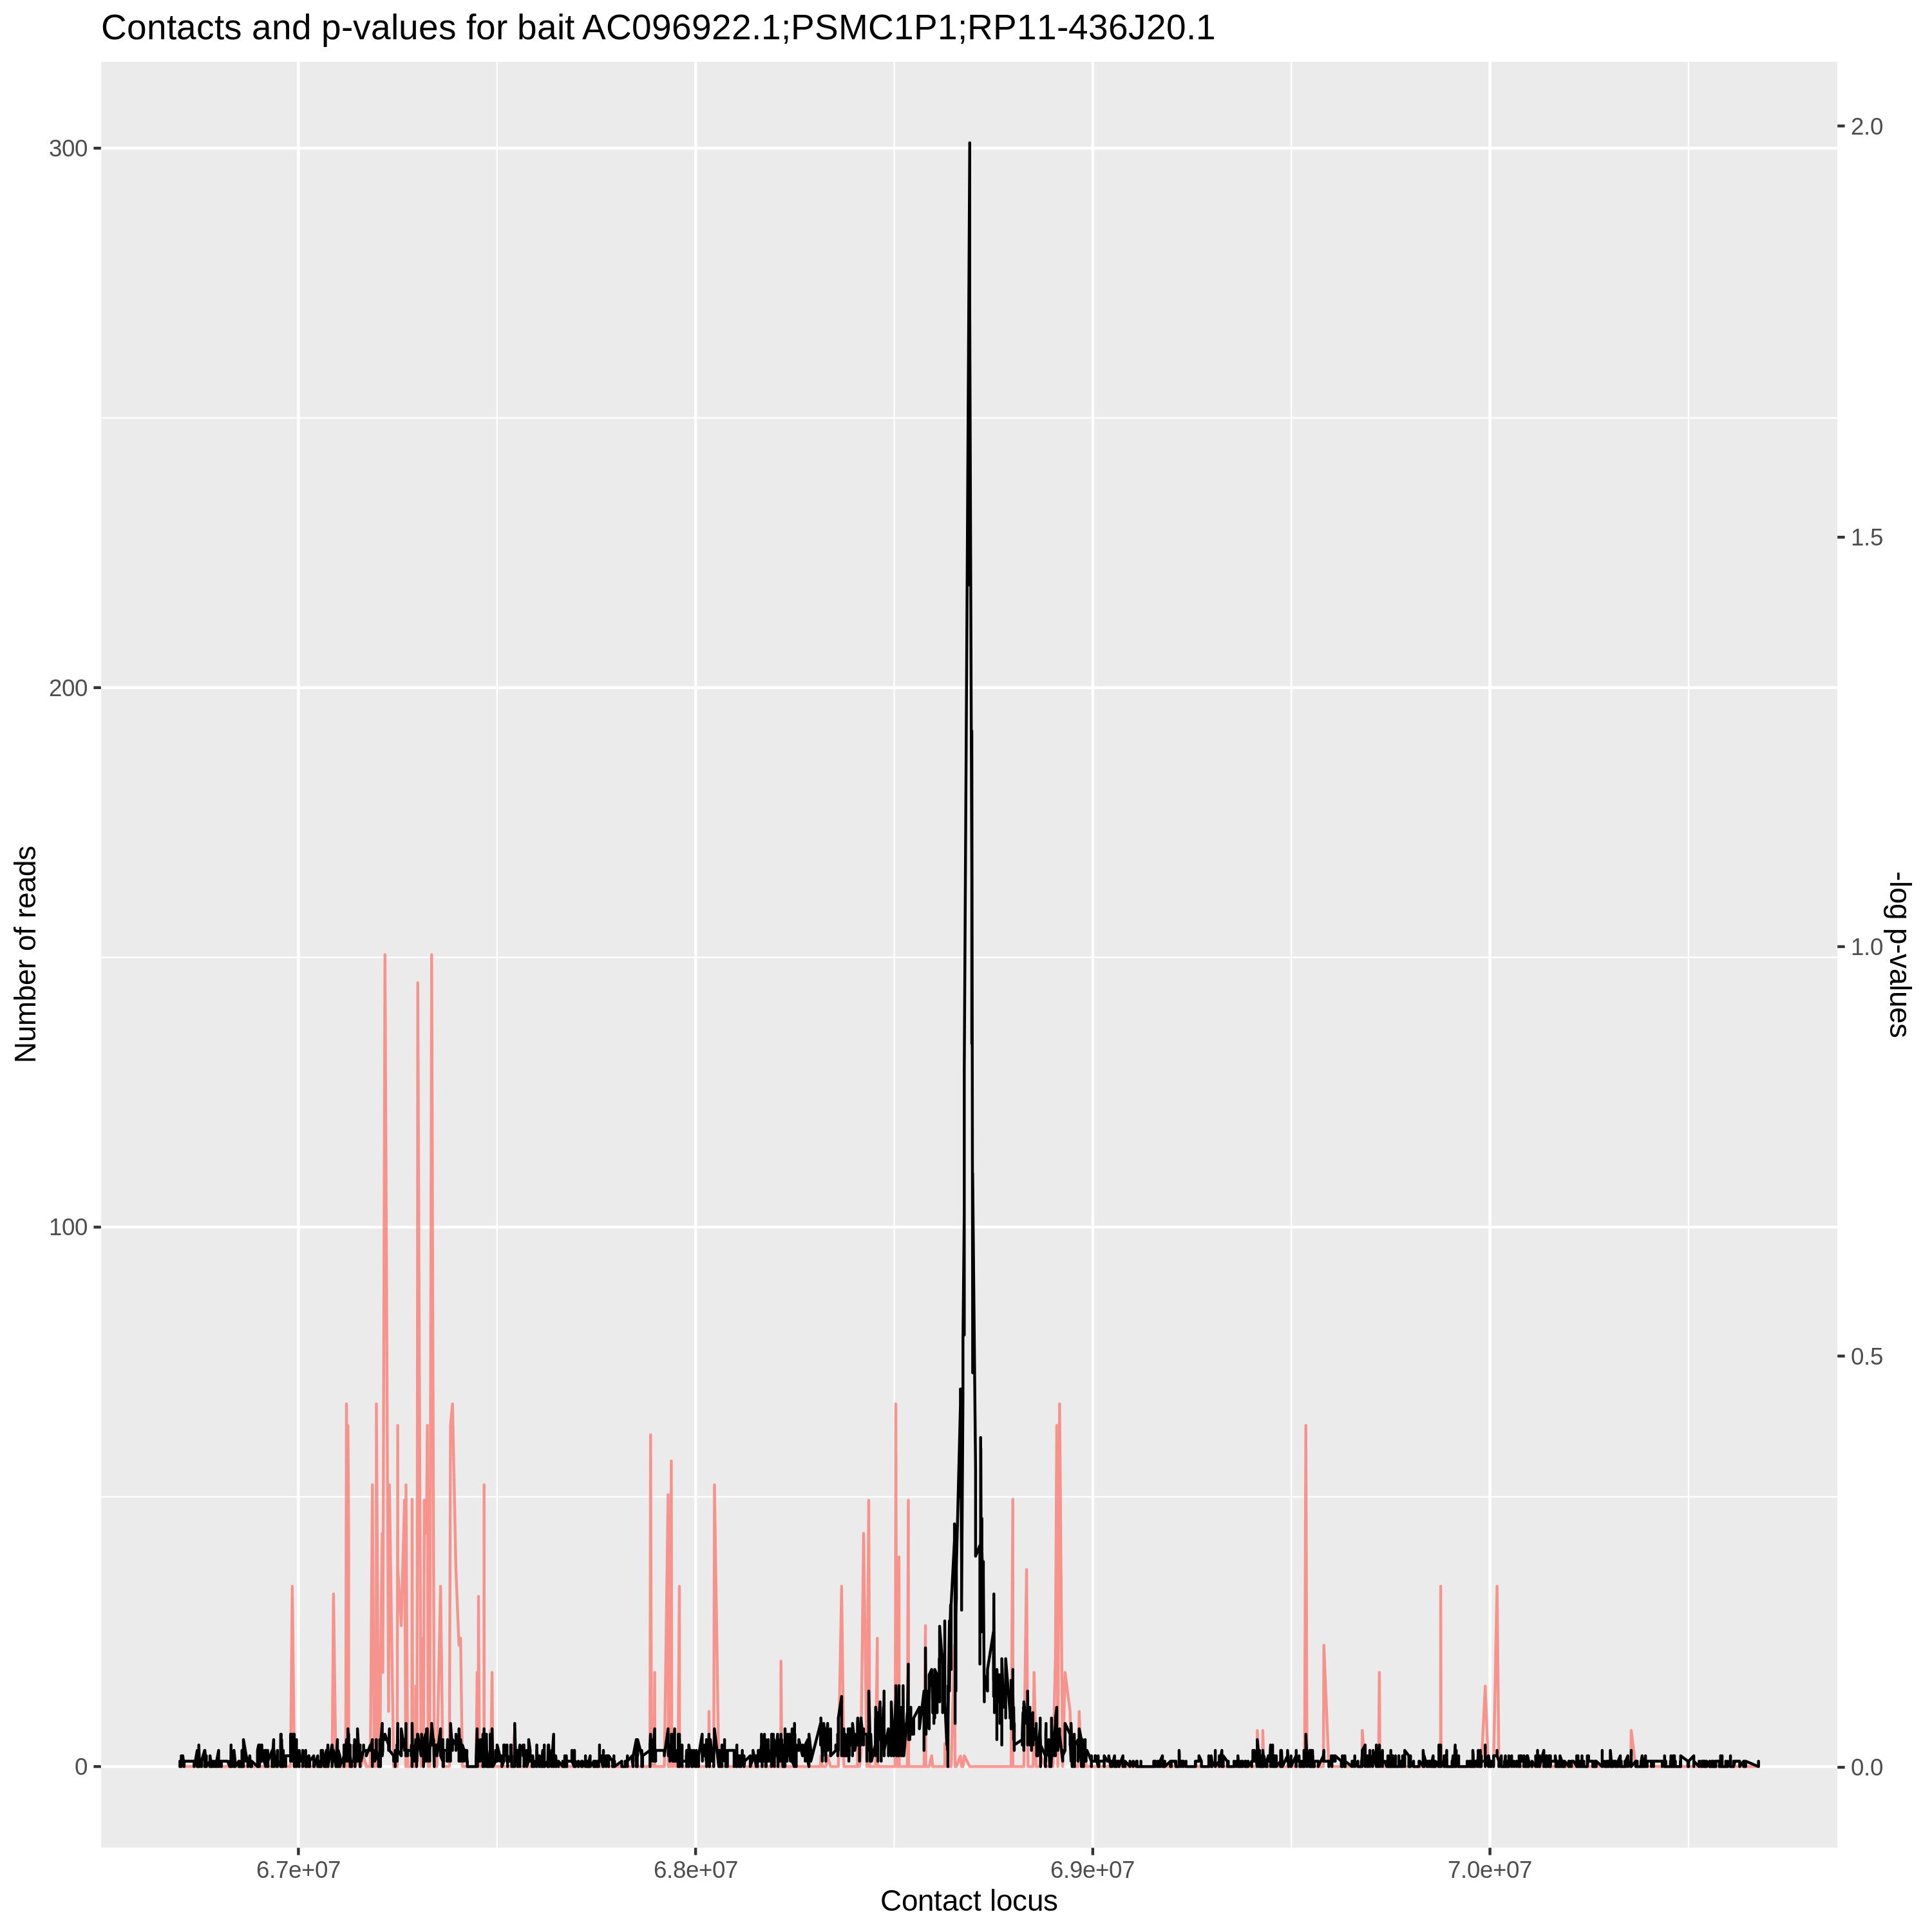 Contacts and p-values for bait AC096922.1;PSMC1P1;RP11-436J20.1
300
200
100
0
Number of reads
2.0
1.5
1.0
0.5
0.0
-log p-values
6.7e+07
6.8e+07
6.9e+07
7.0e+07
Contact locus